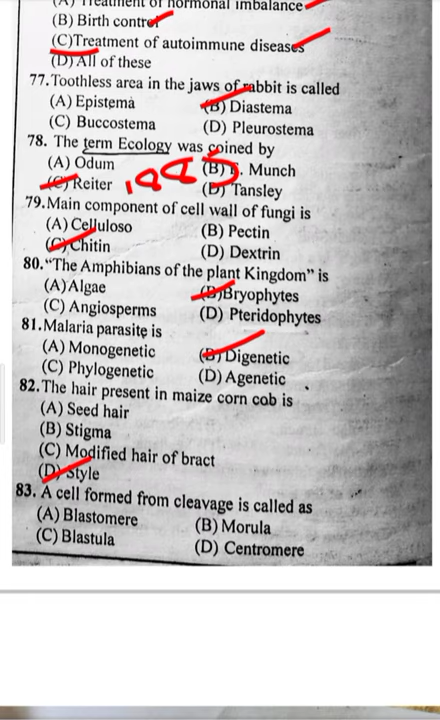 (A) Treatment of hormonal imbalance
(B) Birth control
(C)Treatment of autoimmune diseases
(D) All of these
77.Toothless area in the jaws of rabbit is called
(A) Epistema (B) Diastema
(C) Buccostema (D) Pleurostema
78. The term Ecology was coined by
(A) Odum (B) . Munch
(C) Reiter 1885 (D) Tansley
79.Main component of cell wall of fungi is
(A) Celluloso (B) Pectin
(C) Chitin (D) Dextrin
80."The Amphibians of the plant Kingdom" is
(A)Algae (B)Bryophytes
(C) Angiosperms (D) Pteridophytes
81.Malaria parasite is
(A) Monogenetic (B) Digenetic
(C) Phylogenetic (D) Agenetic
82.The hair present in maize corn cob is
(A) Seed hair
(B) Stigma
(C) Modified hair of bract
(D) Style
83. A cell formed from cleavage is called as
(A) Blastomere (B) Morula
(C) Blastula (D) Centromere